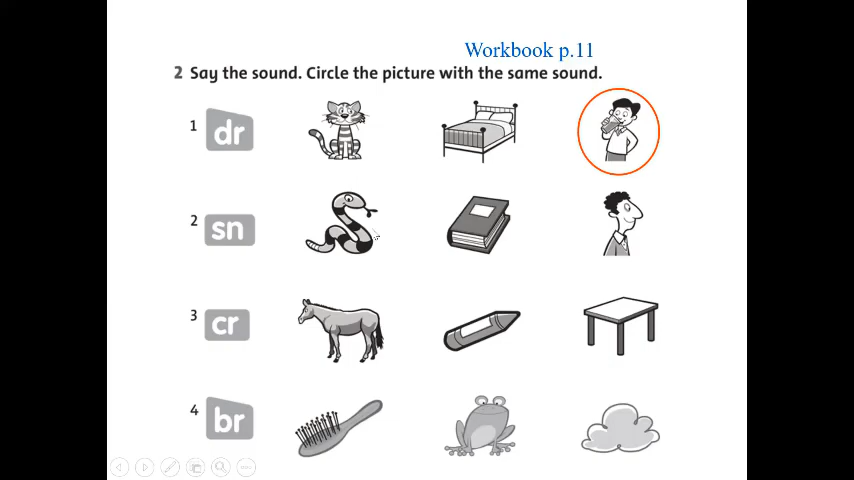 Workbook p.11
2 Say the sound. Circle the picture with the same sound.
1 dr
2 sn
3 cr
4 br